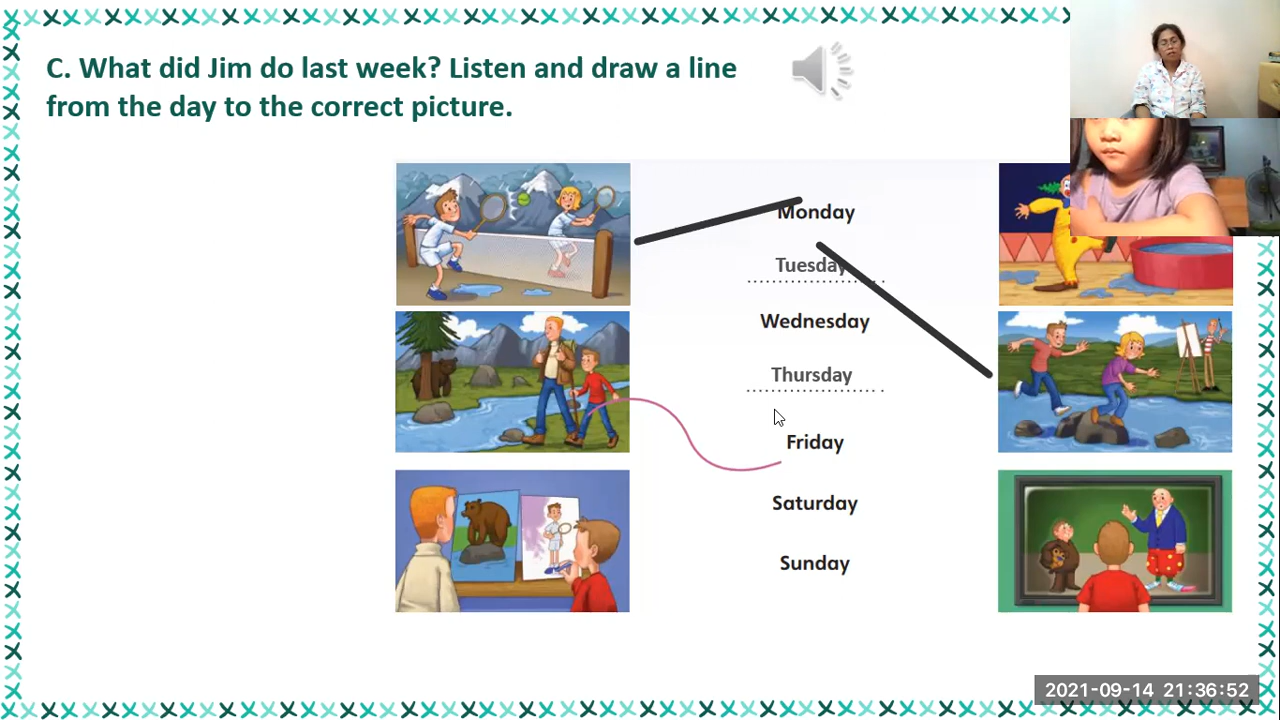 C. What did Jim do last week? Listen and draw a line
from the day to the correct picture.
Monday
Tuesday
Wednesday
Thursday
Friday
Saturday
Sunday
2021-09-14 21:36:52